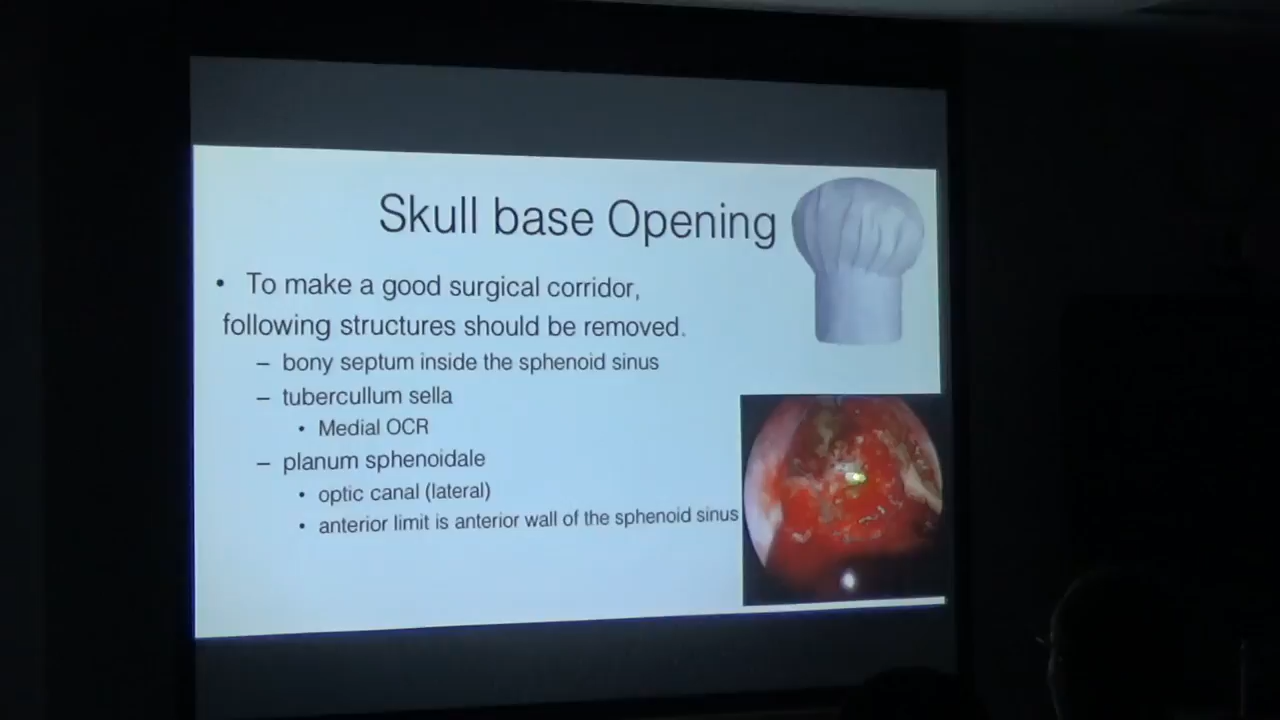 Skull base Opening
• To make a good surgical corridor,
following structures should be removed.
– bony septum inside the sphenoid sinus
– tubercullum sella
• Medial OCR
– planum sphenoidale
• optic canal (lateral)
• anterior limit is anterior wall of the sphenoid sinus